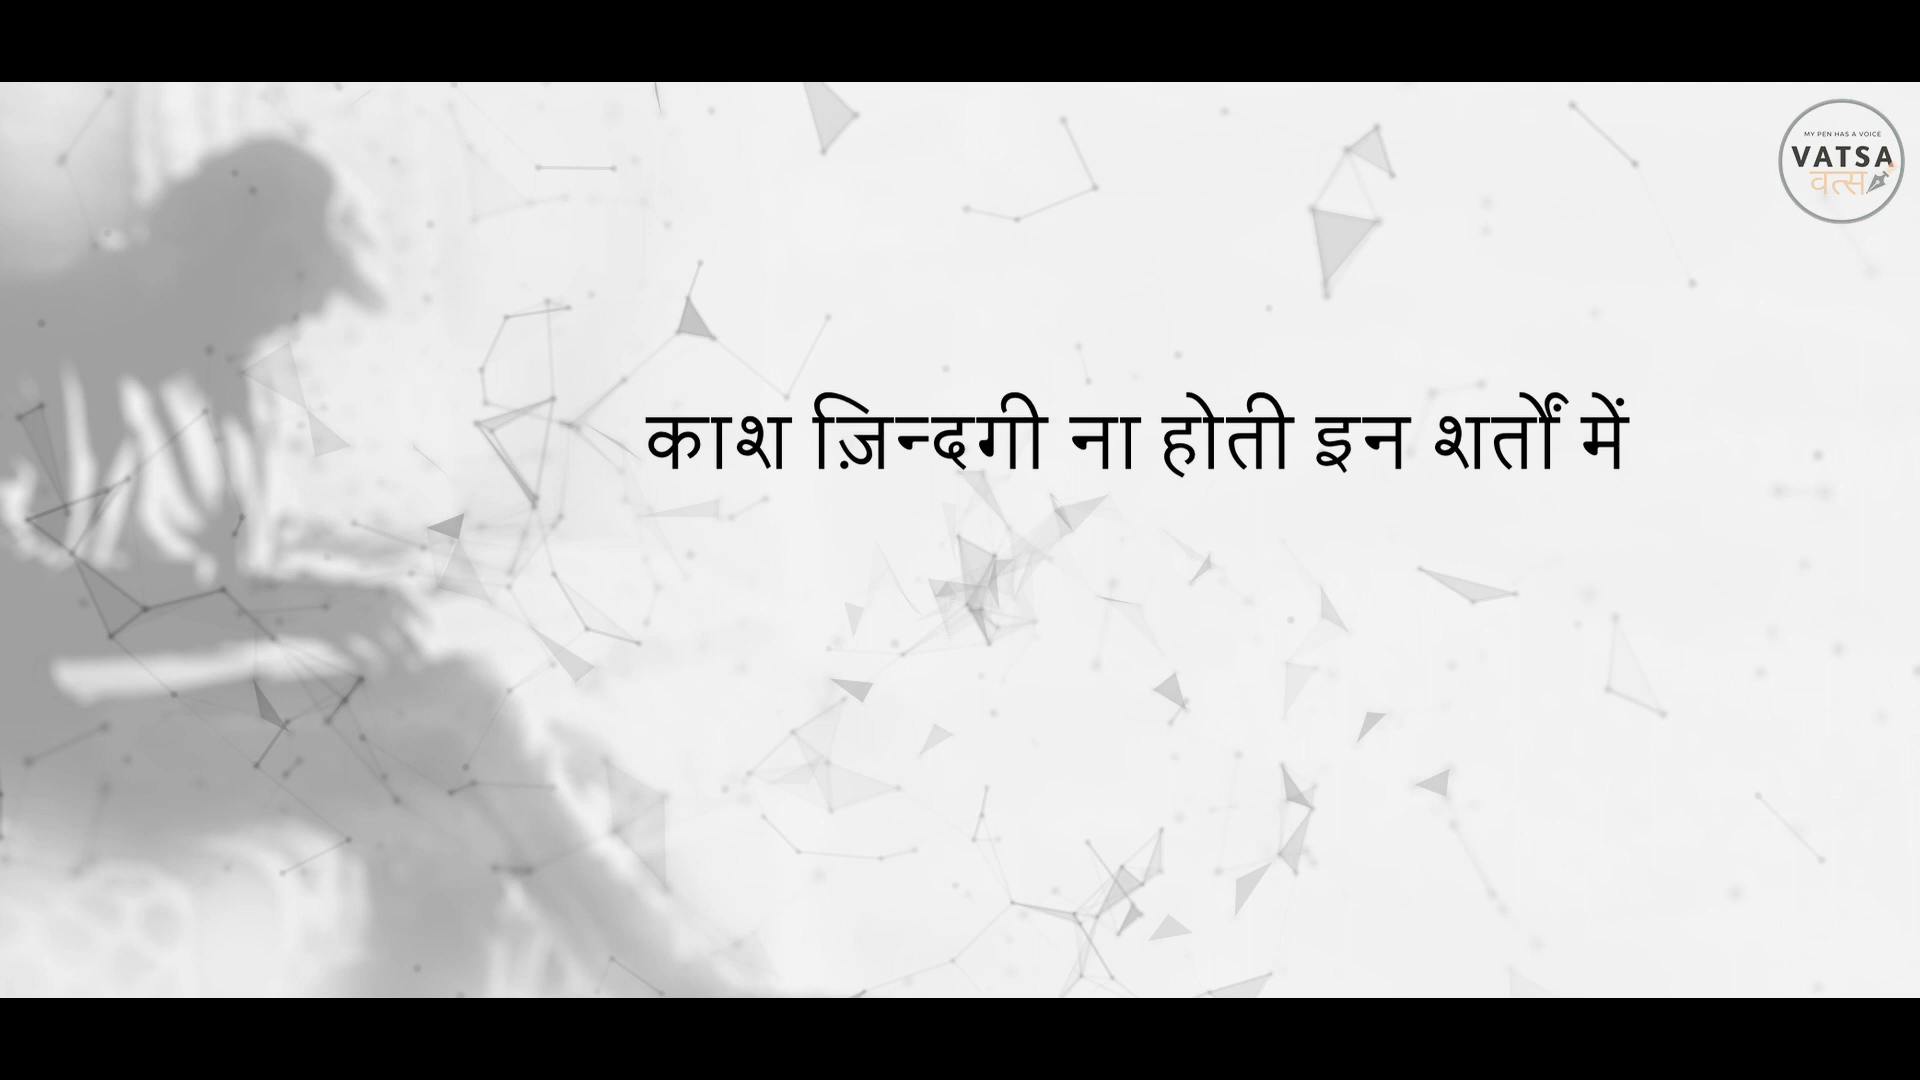 MY PEN HAS A VOICE
VATSA
वत्स
काश ज़िन्दगी ना होती इन शर्तों में